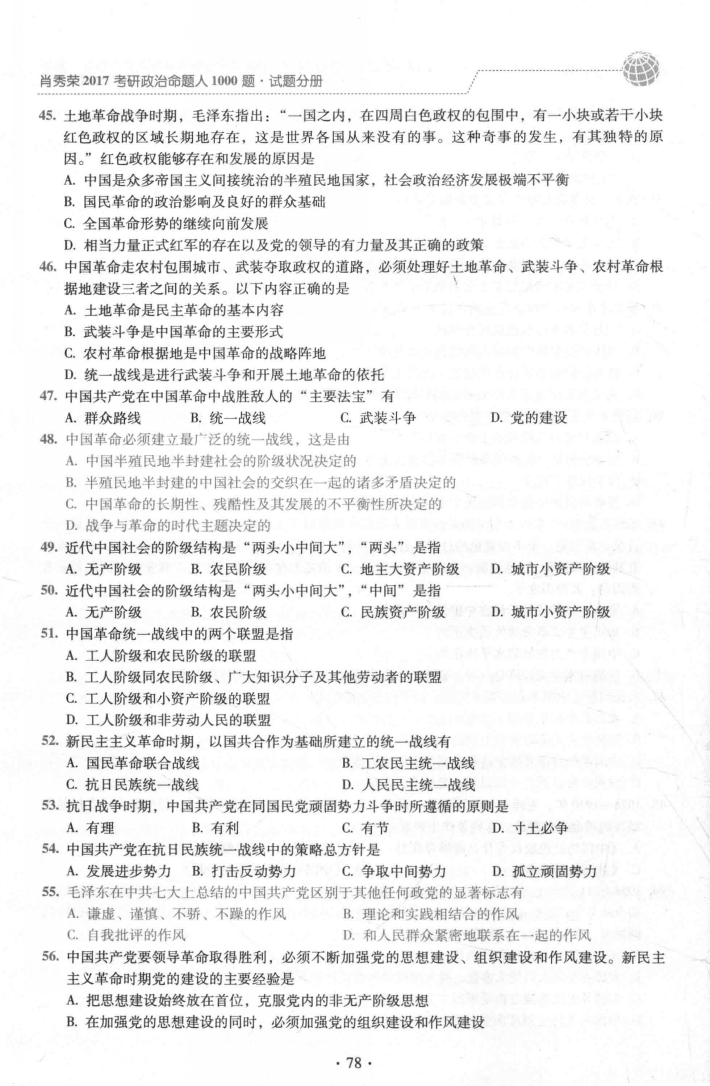 肖秀荣2017考研政治命题人1000题·试题分册
45. 土地革命战争时期，毛泽东指出：“一国之内，在四周白色政权的包围中，有一小块或若干小块
红色政权的区域长期地存在，这是世界各国从来没有的事。这种奇事的发生，有其独特的原
因。”红色政权能够存在和发展的原因是
A. 中国是众多帝国主义间接统治的半殖民地国家，社会政治经济发展极端不平衡
B. 国民革命的政治影响及良好的群众基础
C. 全国革命形势的继续向前发展
D. 相当力量正式红军的存在以及党的领导的有力量及其正确的政策
46. 中国革命走农村包围城市、武装夺取政权的道路，必须处理好土地革命、武装斗争、农村革命根
据地建设三者之间的关系。以下内容正确的是
A. 土地革命是民主革命的基本内容
B. 武装斗争是中国革命的主要形式
C. 农村革命根据地是中国革命的战略阵地
D. 统一战线是进行武装斗争和开展土地革命的依托
47. 中国共产党在中国革命中战胜敌人的“主要法宝”有
A. 群众路线 B. 统一战线 C. 武装斗争 D. 党的建设
48. 中国革命必须建立最广泛的统一战线，这是由
A. 中国半殖民地半封建社会的阶级状况决定的
B. 半殖民地半封建的中国社会的交织在一起的诸多矛盾决定的
C. 中国革命的长期性、残酷性及其发展的不平衡性所决定的
D. 战争与革命的时代主题决定的
49. 近代中国社会的阶级结构是“两头小中间大”，“两头”是指
A. 无产阶级 B. 农民阶级 C. 地主大资产阶级 D. 城市小资产阶级
50. 近代中国社会的阶级结构是“两头小中间大”，“中间”是指
A. 无产阶级 B. 农民阶级 C. 民族资产阶级 D. 城市小资产阶级
51. 中国革命统一战线中的两个联盟是指
A. 工人阶级和农民阶级的联盟
B. 工人阶级同农民阶级、广大知识分子及其他劳动者的联盟
C. 工人阶级和小资产阶级的联盟
D. 工人阶级和非劳动人民的联盟
52. 新民主主义革命时期，以国共合作为基础所建立的统一战线有
A. 国民革命联合战线 B. 工农民主统一战线
C. 抗日民族统一战线 D. 人民民主统一战线
53. 抗日战争时期，中国共产党在同国民党顽固势力斗争时所遵循的原则是
A. 有理 B. 有利 C. 有节 D. 寸土必争
54. 中国共产党在抗日民族统一战线中的策略总方针是
A. 发展进步势力 B. 打击反动势力 C. 争取中间势力 D. 孤立顽固势力
55. 毛泽东在中共七大上总结的中国共产党区别于其他任何政党的显著标志有
A. 谦虚、谨慎、不骄、不躁的作风 B. 理论和实践相结合的作风
C. 自我批评的作风 D. 和人民群众紧密地联系在一起的作风
56. 中国共产党要领导革命取得胜利，必须不断加强党的思想建设、组织建设和作风建设。新民主
主义革命时期党的建设的主要经验是
A. 把思想建设始终放在首位，克服党内的非无产阶级思想
B. 在加强党的思想建设的同时，必须加强党的组织建设和作风建设
· 78 ·